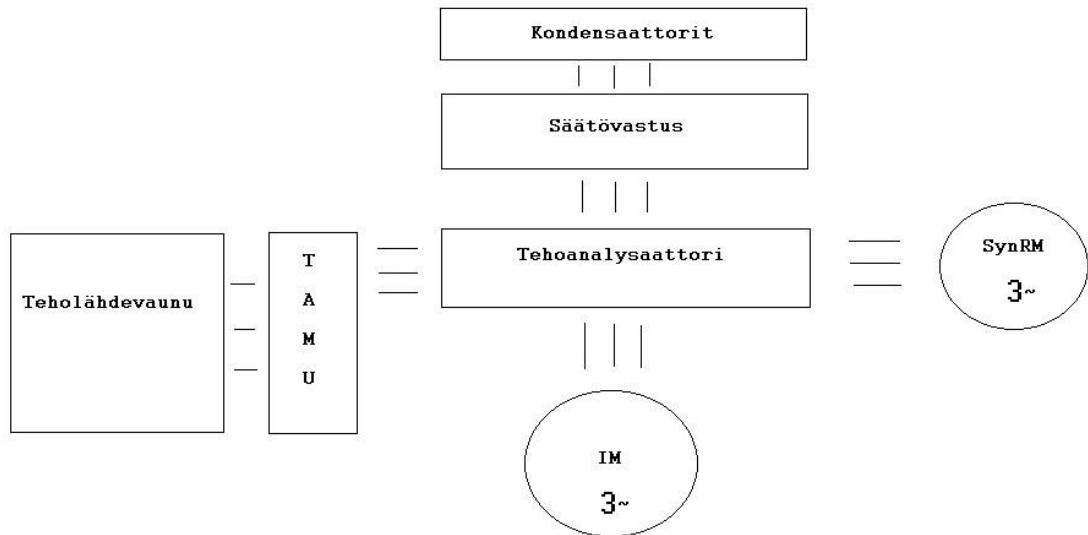 Kondensaattorit
Säätövastus
Teholähdevaunu
T
A
M
U
Tehoanalysaattori
SynRM
3~
IM
3~